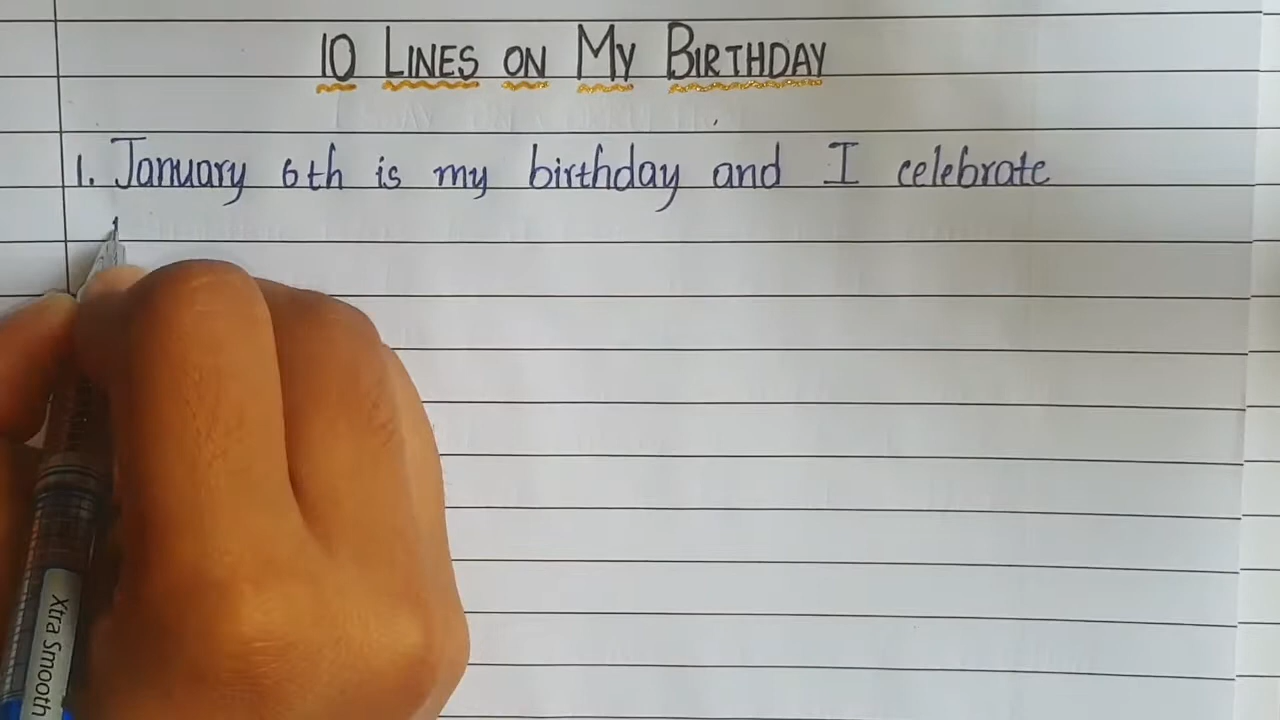 10 LINES ON MY BIRTHDAY
1. January 6th is my birthday and I celebrate
Xtra Smooth